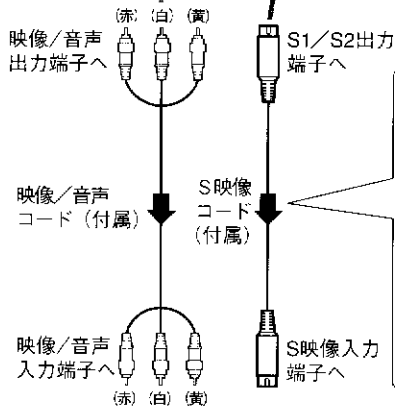 (赤) (白) (黄)
映像/音声
出力端子へ
S1/S2出力
端子へ
映像/音声
コード(付属)
S映像
コード
(付属)
映像/音声
入力端子へ
(赤) (白) (黄)
S映像入力
端子へ